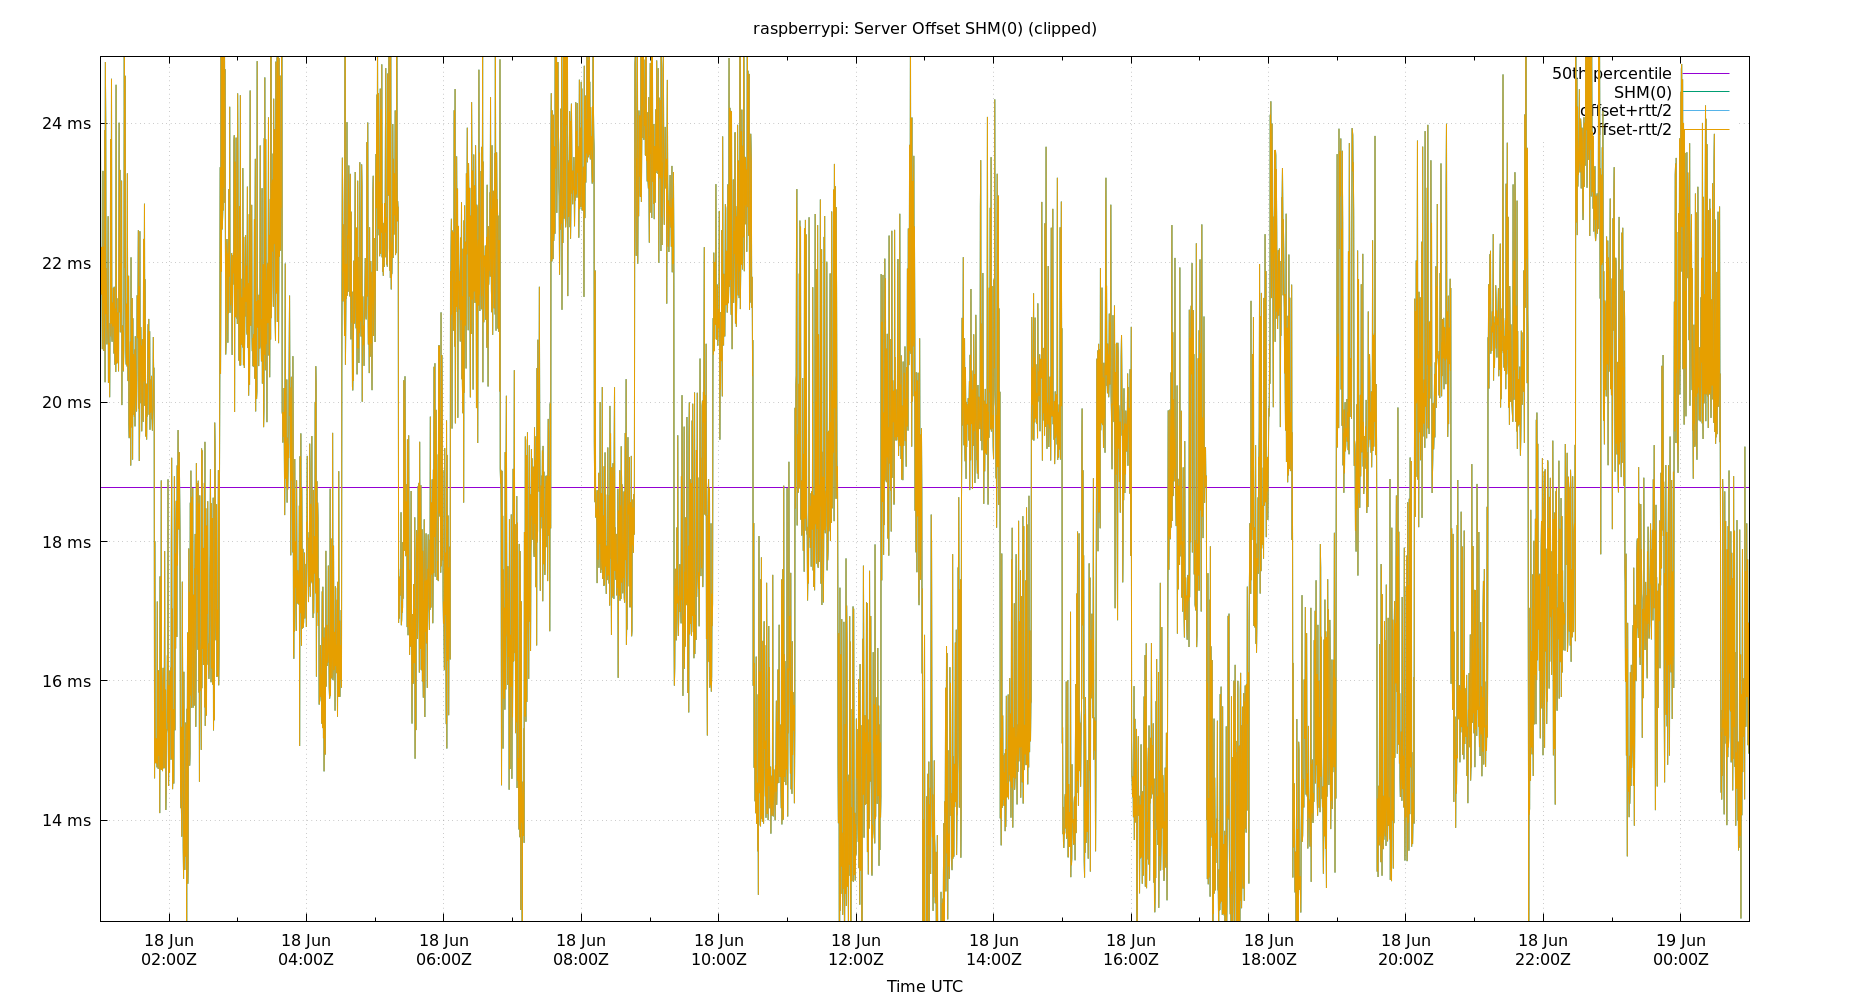 raspberrypi: Server Offset SHM(0) (clipped)
50th percentile
SHM(0)
offset+rtt/2
offset-rtt/2
24 ms
22 ms
20 ms
18 ms
16 ms
14 ms
18 Jun 18 Jun 18 Jun 18 Jun 18 Jun 18 Jun 18 Jun 18 Jun 18 Jun 18 Jun 18 Jun 19 Jun
02:00Z 04:00Z 06:00Z 08:00Z 10:00Z 12:00Z 14:00Z 16:00Z 18:00Z 20:00Z 22:00Z 00:00Z
Time UTC